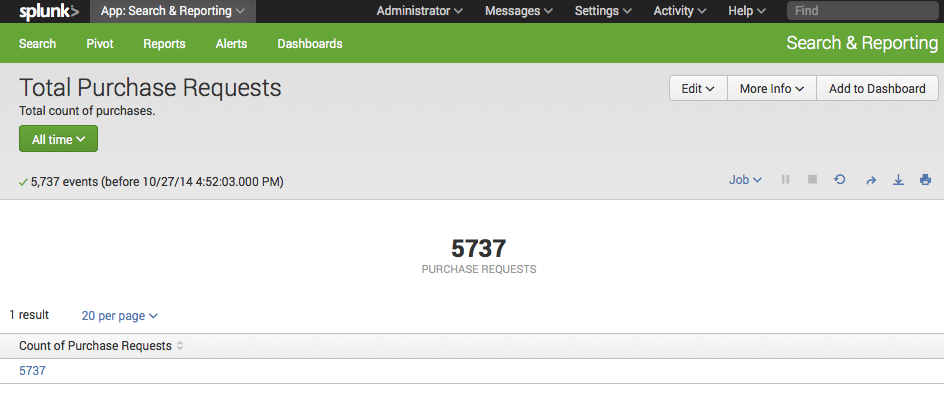 splunk> App: Search & Reporting Administrator Messages Settings Activity Help Find
Search Pivot Reports Alerts Dashboards Search & Reporting
Total Purchase Requests Edit More Info Add to Dashboard
Total count of purchases.
All time
5,737 events (before 10/27/14 4:52:03.000 PM) Job
5737
PURCHASE REQUESTS
1 result 20 per page
Count of Purchase Requests
5737